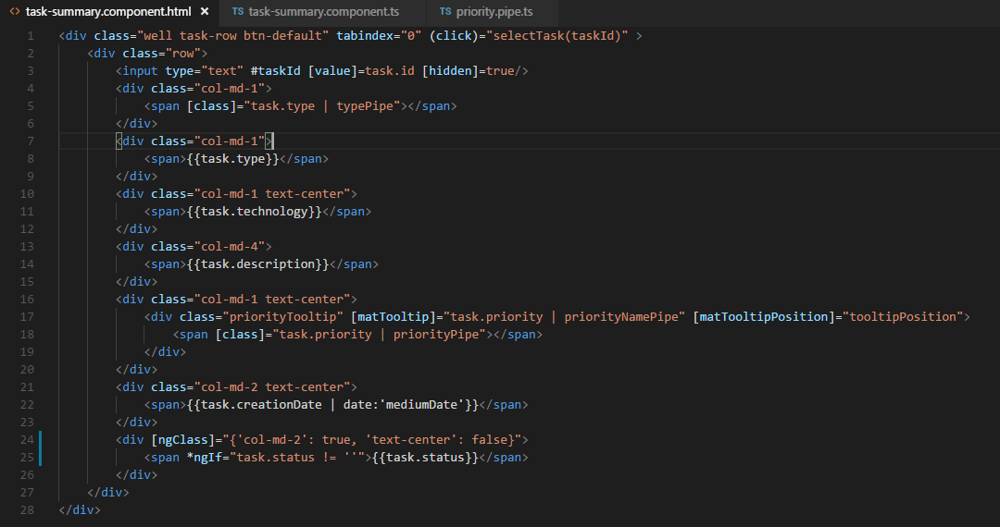 <> task-summary.component.html × TS task-summary.component.ts TS priority.pipe.ts
1 <div class="well task-row btn-default" tabindex="0" (click)="selectTask(taskId)" >
2 <div class="row">
3 <input type="text" #taskId [value]=task.id [hidden]=true/>
4 <div class="col-md-1">
5 <span [class]="task.type | typePipe"></span>
6 </div>
7 <div class="col-md-1">
8 <span>{{task.type}}</span>
9 </div>
10 <div class="col-md-1 text-center">
11 <span>{{task.technology}}</span>
12 </div>
13 <div class="col-md-4">
14 <span>{{task.description}}</span>
15 </div>
16 <div class="col-md-1 text-center">
17 <div class="priorityTooltip" [matTooltip]="task.priority | priorityNamePipe" [matTooltipPosition]="tooltipPosition">
18 <span [class]="task.priority | priorityPipe"></span>
19 </div>
20 </div>
21 <div class="col-md-2 text-center">
22 <span>{{task.creationDate | date:'mediumDate'}}</span>
23 </div>
24 <div [ngClass]="{'col-md-2': true, 'text-center': false}">
25 <span *ngIf="task.status != ''">{{task.status}}</span>
26 </div>
27 </div>
28 </div>